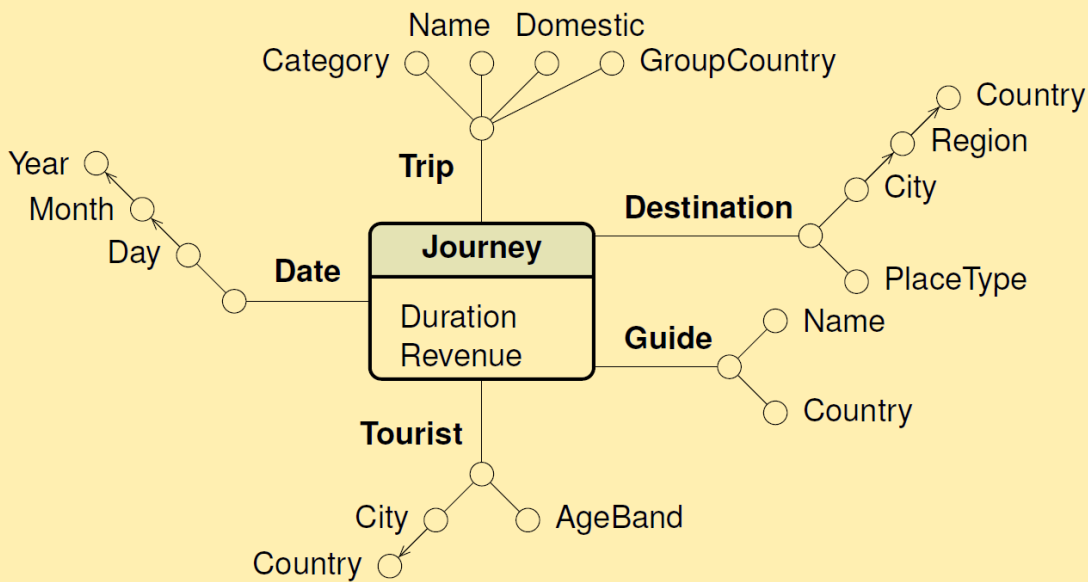 Name Domestic
Category GroupCountry
Country
Region
Year
Trip
City
Month
Destination
Day
Journey
Date
PlaceType
Duration
Name
Guide
Revenue
Country
Tourist
City
AgeBand
Country